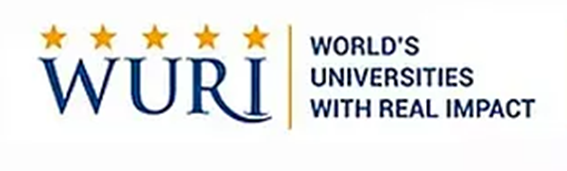 WURI
WORLD'S
UNIVERSITIES
WITH REAL IMPACT